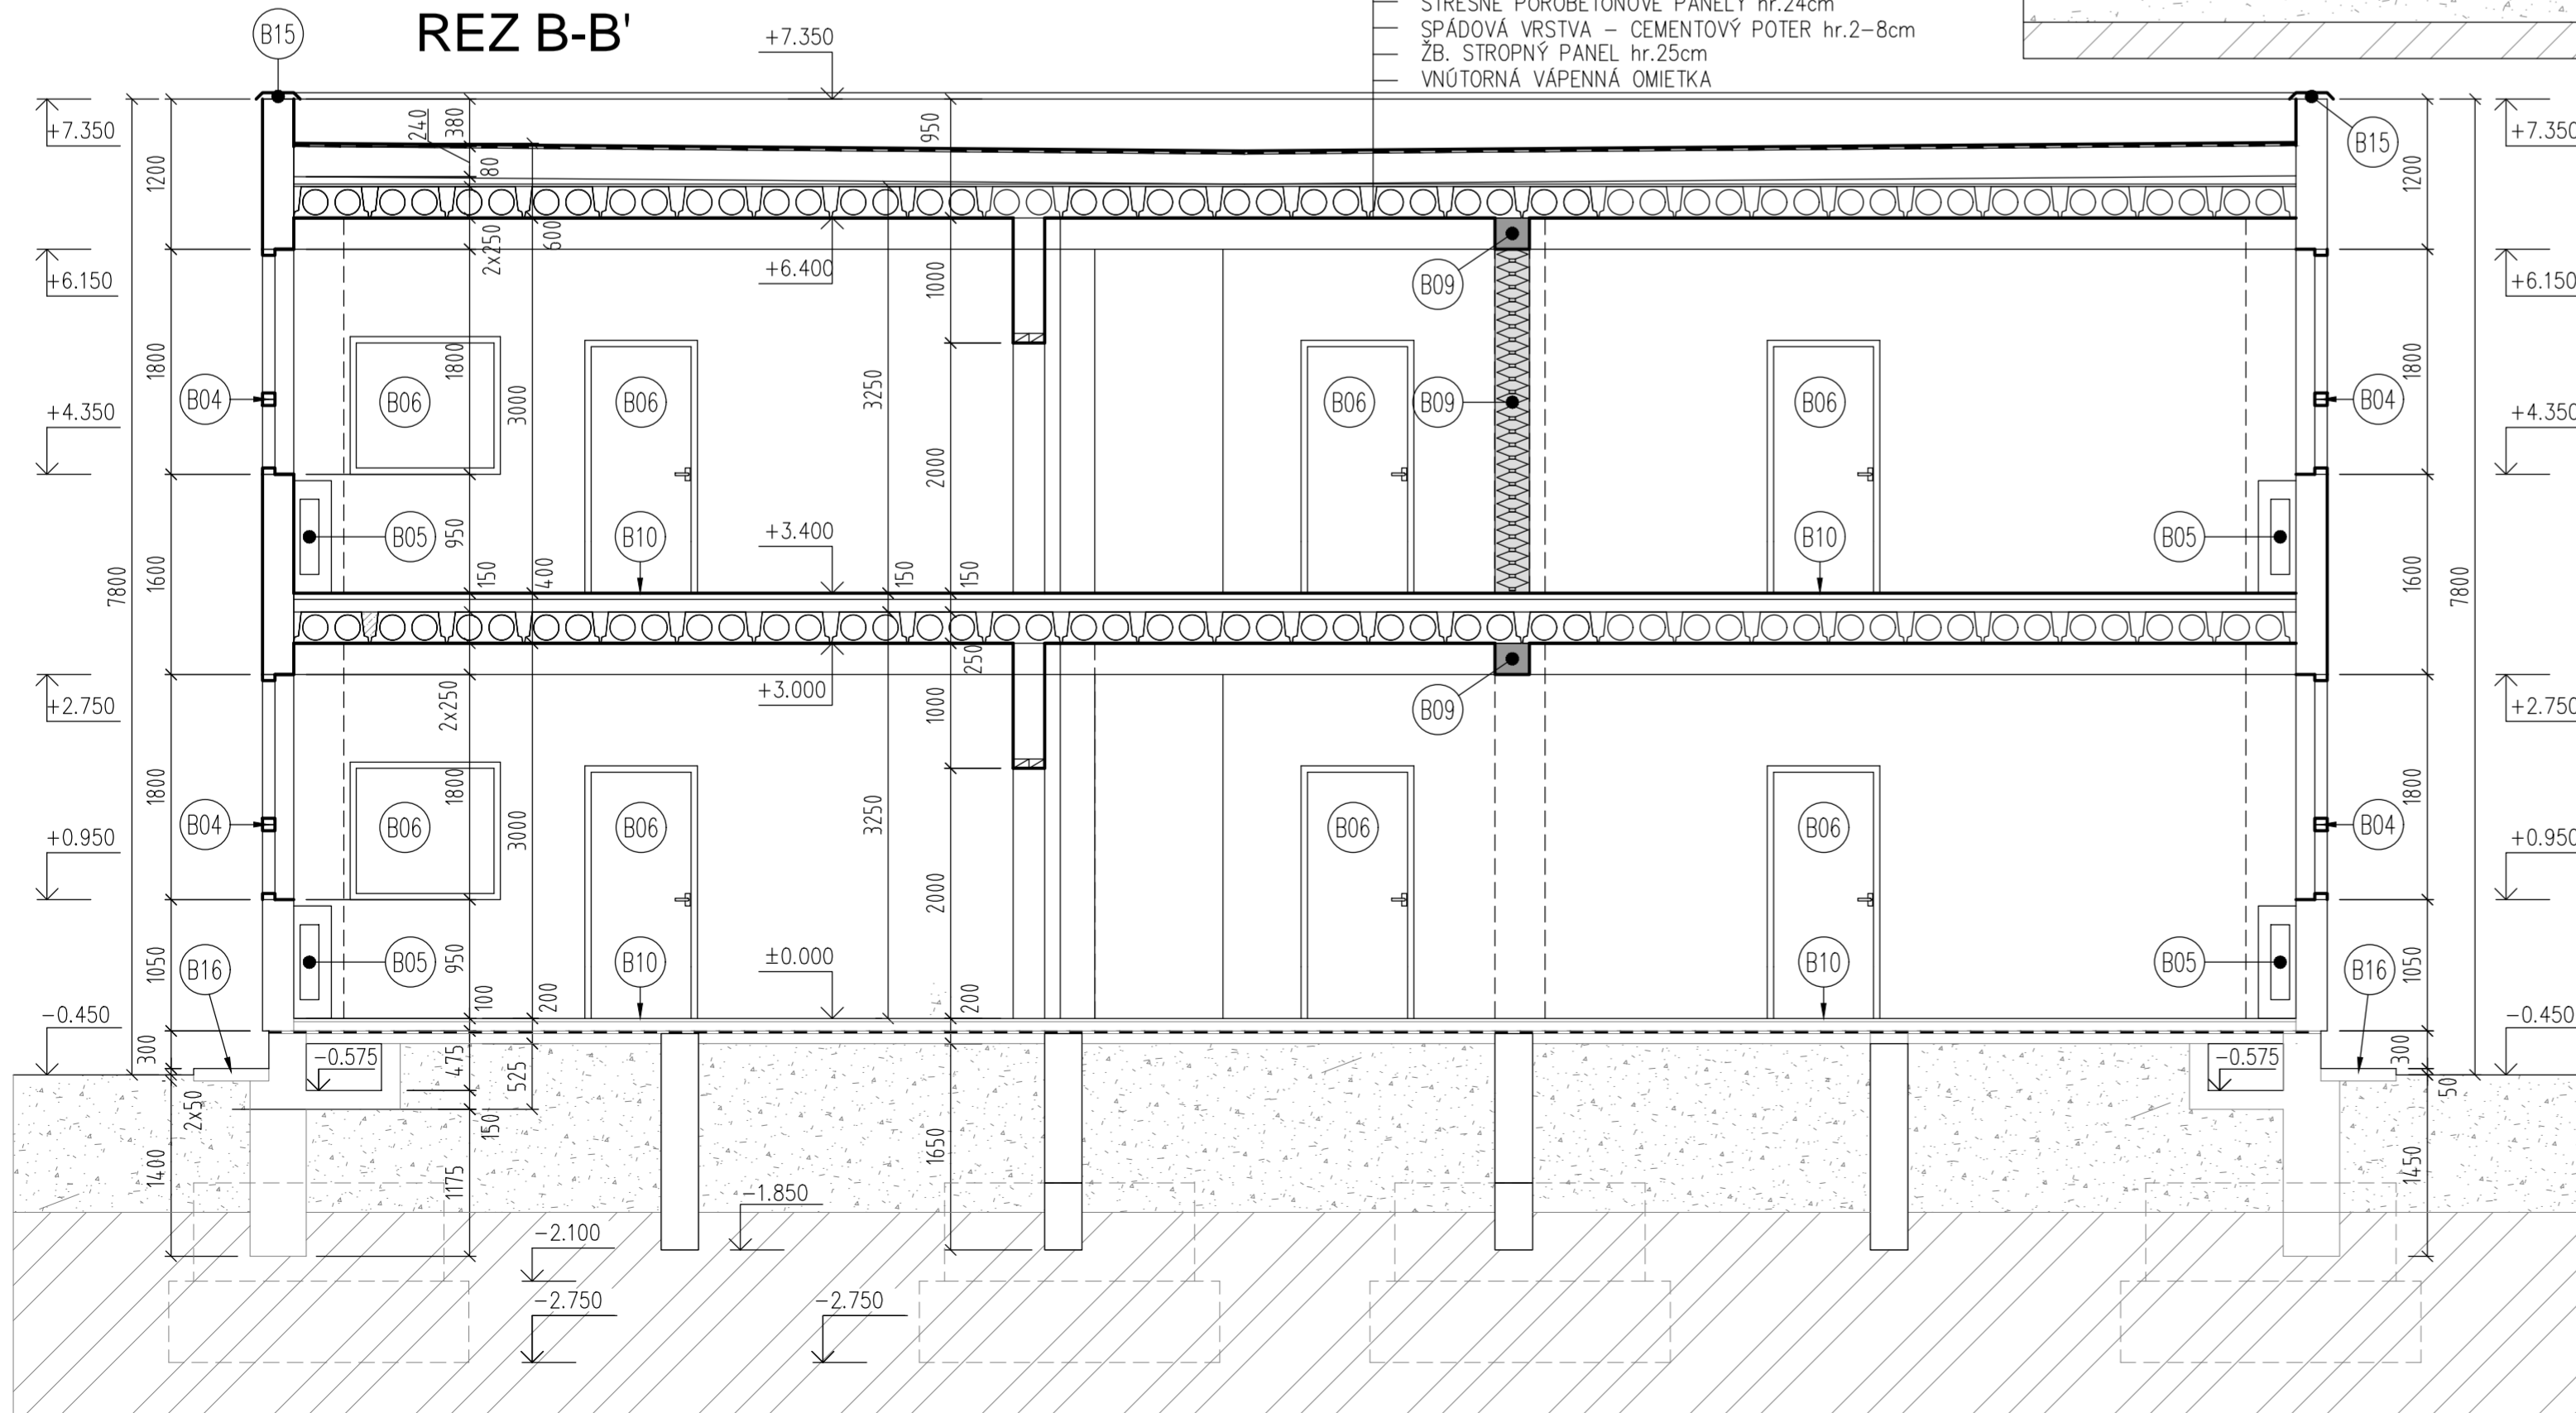 STREŠNÉ PÓROBETÓNOVÉ PANELY hr.24cm
SPÁDOVÁ VRSTVA – CEMENTOVÝ POTER hr.2–8cm
ŽB. STROPNÝ PANEL hr.25cm
VNÚTORNÁ VÁPENNÁ OMIETKA
REZ B-B'
B15
+7.350
+7.350
240
380
950
B15
+7.350
1200
80
1200
2x250
600
+6.400
1000
B09
+6.150
+6.150
1800
B04
B06
1800
3000
B06
3250
B06
B09
B06
1800
B04
+4.350
+4.350
2000
B05
950
B10
+3.400
B10
B05
7800
1600
150
400
150
150
1600
7800
250
+2.750
2x250
+3.000
1000
B09
+2.750
1800
B04
B06
1800
3000
B06
3250
B06
B06
1800
B04
+0.950
+0.950
2000
1050
B16
B05
950
B10
±0.000
B10
B05
B16
1050
-0.450
100
200
200
-0.450
300
-0.575
475
525
-0.575
300
2x50
150
50
1400
1175
1650
1450
-1.850
-2.100
-2.750
-2.750